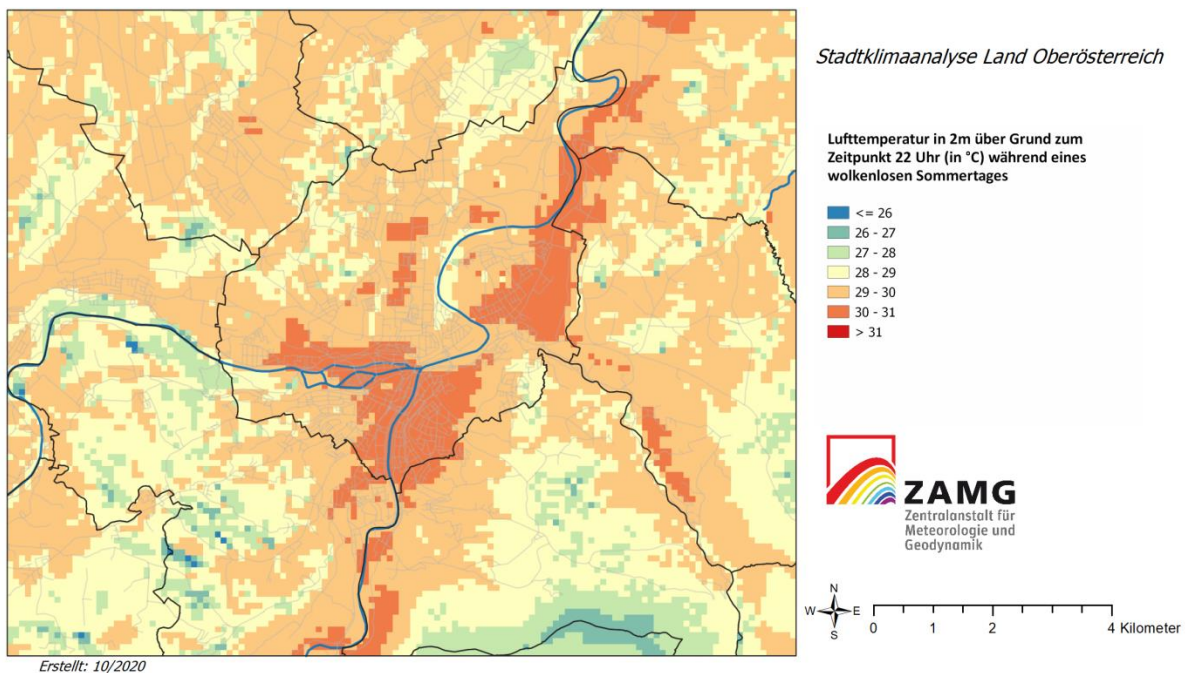 Stadtklimaanalyse Land Oberösterreich
Lufttemperatur in 2m über Grund zum
Zeitpunkt 22 Uhr (in °C) während eines
wolkenlosen Sommertages
<= 26
26 - 27
27 - 28
28 - 29
29 - 30
30 - 31
> 31
ZAMG
Zentralanstalt für
Meteorologie und
Geodynamik
N
W E
S
0 1 2 4 Kilometer
Erstellt: 10/2020